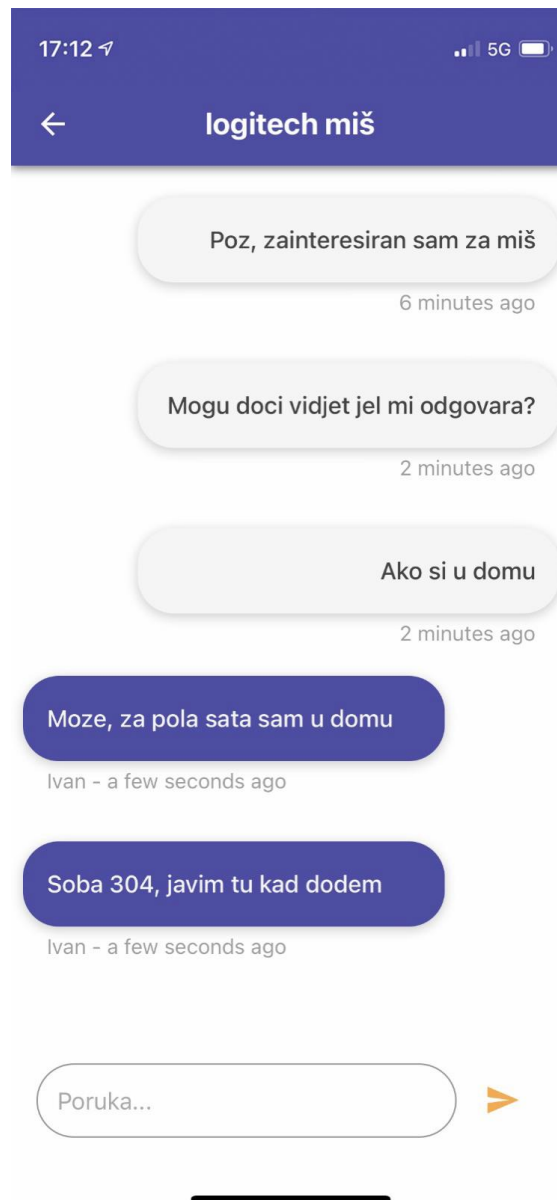 17:12
5G
logitech miš
Poz, zainteresiran sam za miš
6 minutes ago
Mogu doci vidjet jel mi odgovara?
2 minutes ago
Ako si u domu
2 minutes ago
Moze, za pola sata sam u domu
Ivan - a few seconds ago
Soba 304, javim tu kad dodem
Ivan - a few seconds ago
Poruka...